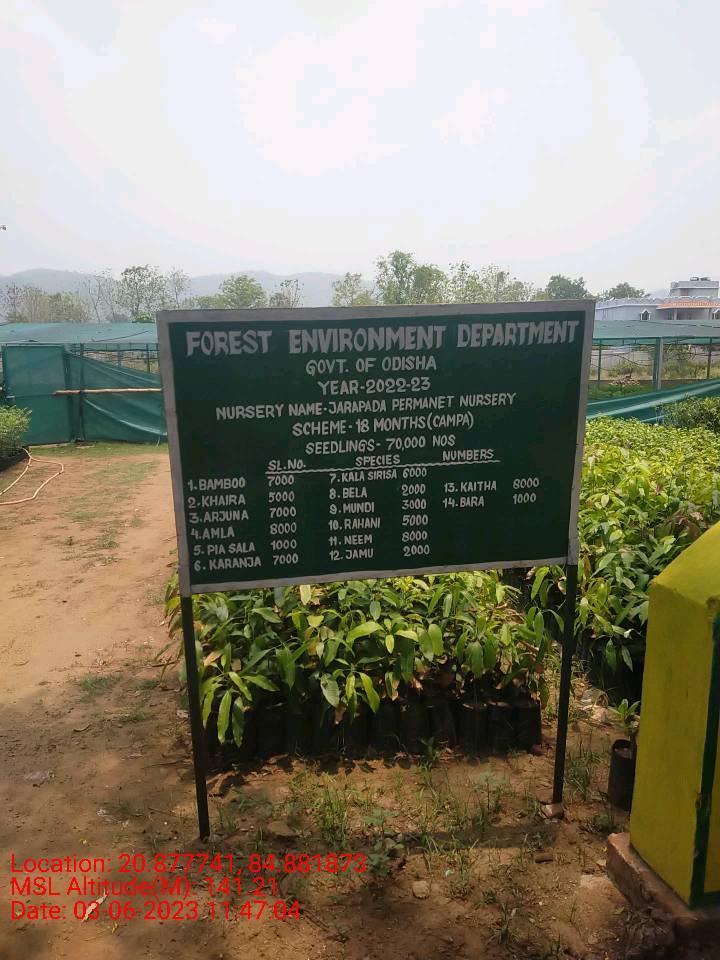 FOREST ENVIRONMENT DEPARTMENT
GOVT. OF ODISHA
YEAR-2022-23
NURSERY NAME-JARAPADA PERMANET NURSERY
SCHEME-18 MONTHS(CAMPA)
SEEDLINGS-70,000 NOS
SL.NO. SPECIES NUMBERS
1.BAMBOO 7000
2.KHAIRA 5000
3.ARJUNA 7000
4.AMLA 8000
5.PIA SALA 1000
6.KARANJA 7000
7.KALA SIRISA 6000
8.BELA 2000
9.MUNDI 3000
10.RAHANI 5000
11.NEEM 8000
12.JAMU 2000
13.KAITHA 8000
14.BARA 1000
Location: 20.877741, 84.881873
MSL Altitude(M): 141.21
Date: 03-06-2023 11:47:04